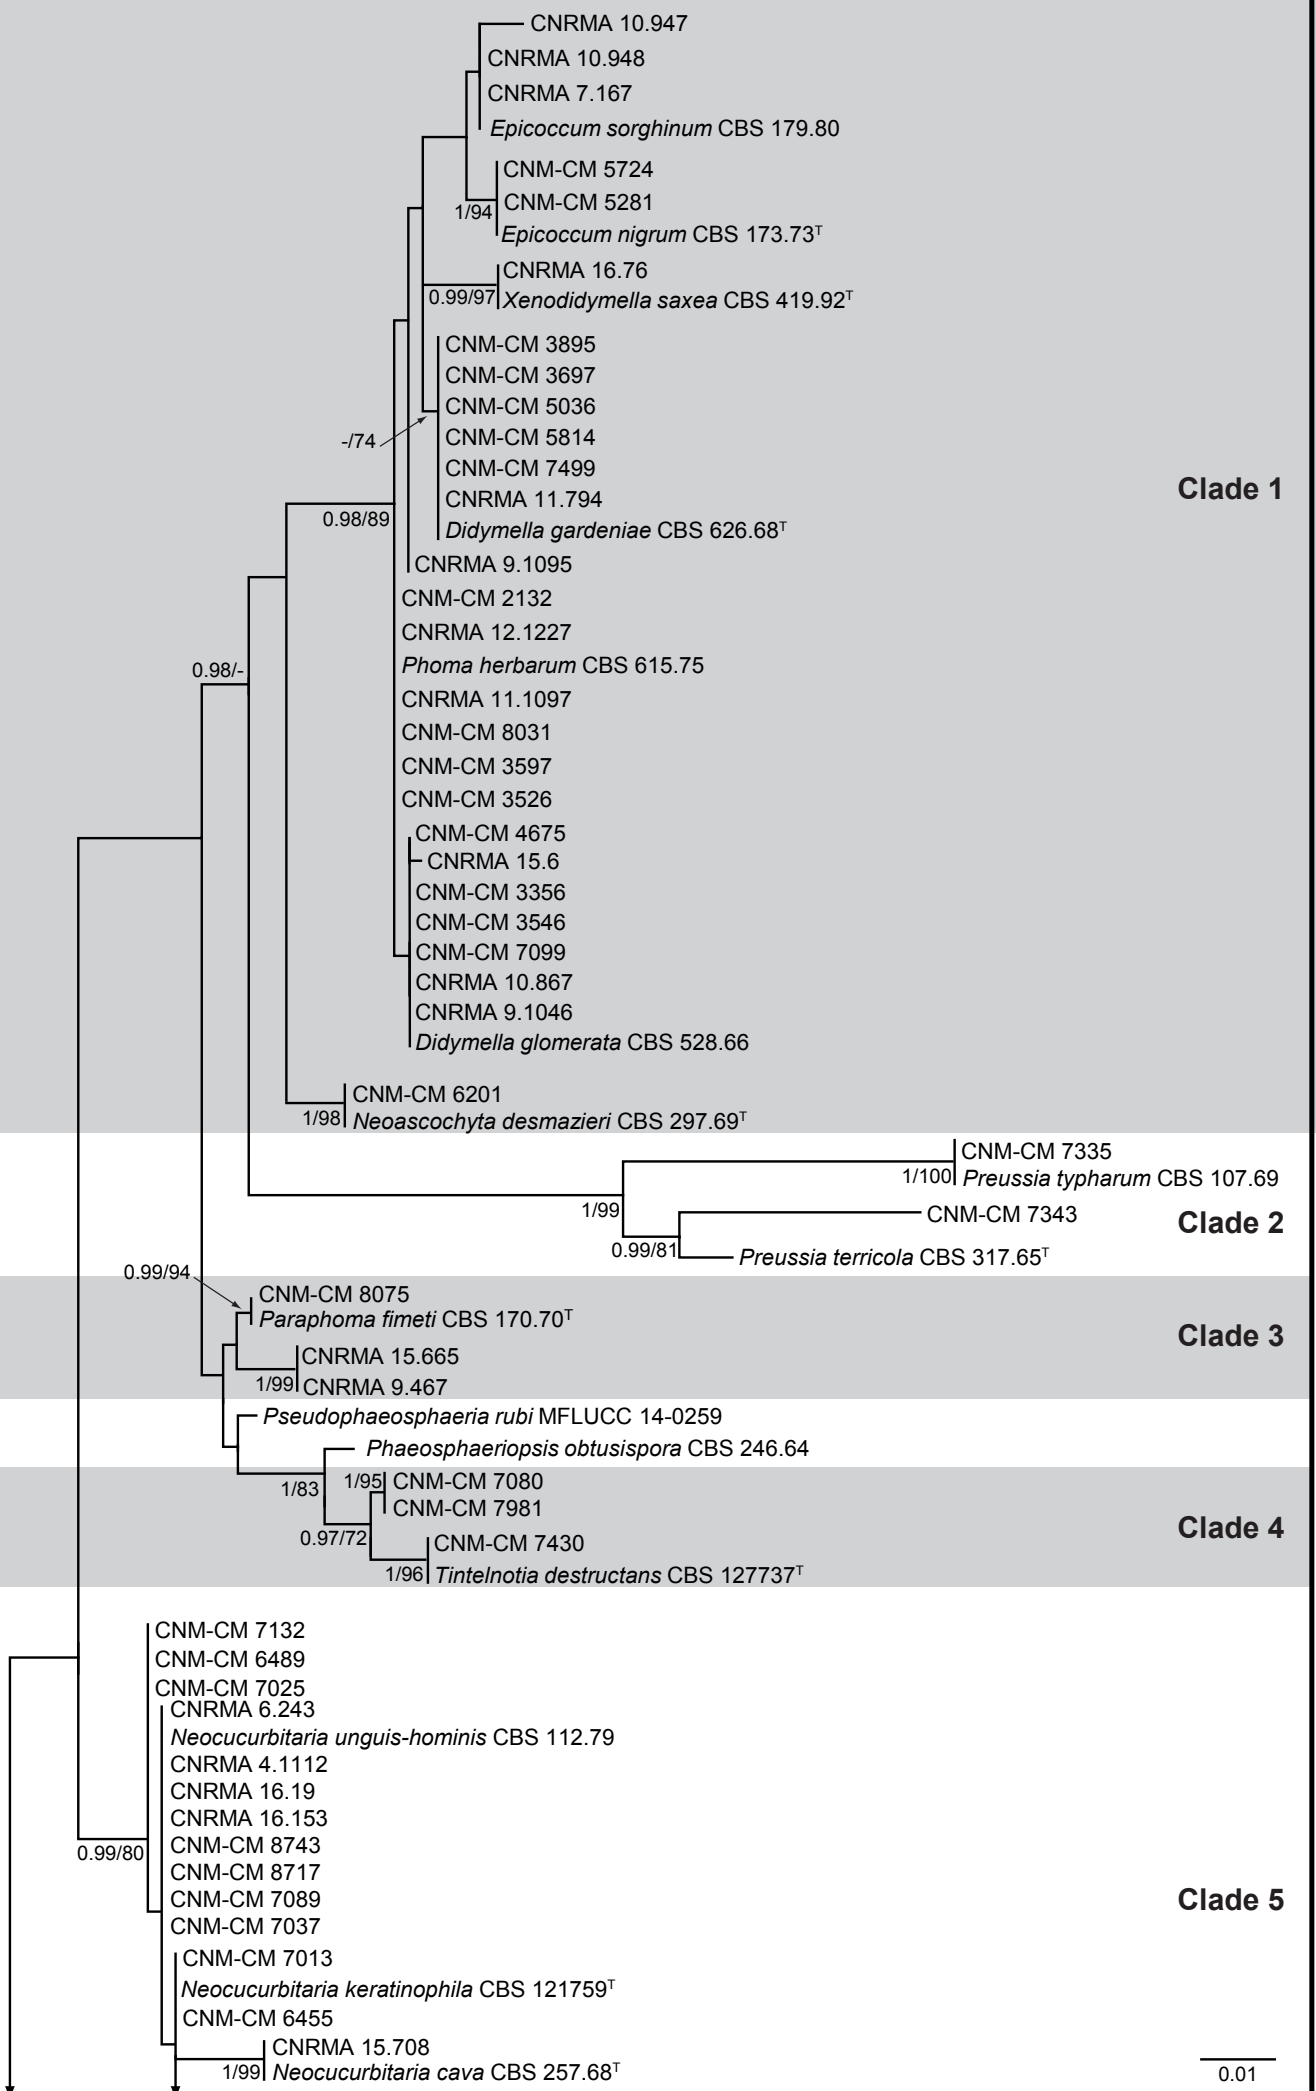 CNRMA 10.947
CNRMA 10.948
CNRMA 7.167
Epicoccum sorghinum CBS 179.80
CNM-CM 5724
CNM-CM 5281
1/94
Epicoccum nigrum CBS 173.73T
CNRMA 16.76
0.99/97
Xenodidymella saxea CBS 419.92T
CNM-CM 3895
CNM-CM 3697
CNM-CM 5036
CNM-CM 5814
-/74
CNM-CM 7499
Clade 1
CNRMA 11.794
0.98/89
Didymella gardeniae CBS 626.68T
CNRMA 9.1095
CNM-CM 2132
CNRMA 12.1227
Phoma herbarum CBS 615.75
0.98/-
CNRMA 11.1097
CNM-CM 8031
CNM-CM 3597
CNM-CM 3526
CNM-CM 4675
CNRMA 15.6
CNM-CM 3356
CNM-CM 3546
CNM-CM 7099
CNRMA 10.867
CNRMA 9.1046
Didymella glomerata CBS 528.66
CNM-CM 6201
1/98
Neoascochyta desmazieri CBS 297.69T
CNM-CM 7335
1/100
Preussia typharum CBS 107.69
1/99
CNM-CM 7343
Clade 2
0.99/81
Preussia terricola CBS 317.65T
0.99/94
CNM-CM 8075
Paraphoma fimeti CBS 170.70T
Clade 3
CNRMA 15.665
1/99
CNRMA 9.467
Pseudophaeosphaeria rubi MFLUCC 14-0259
Phaeosphaeriopsis obtusispora CBS 246.64
1/83
1/95
CNM-CM 7080
CNM-CM 7981
Clade 4
0.97/72
CNM-CM 7430
1/96
Tintelnotia destructans CBS 127737T
CNM-CM 7132
CNM-CM 6489
CNM-CM 7025
CNRMA 6.243
Neocucurbitaria unguis-hominis CBS 112.79
CNRMA 4.1112
CNRMA 16.19
CNRMA 16.153
CNM-CM 8743
0.99/80
CNM-CM 8717
CNM-CM 7089
Clade 5
CNM-CM 7037
CNM-CM 7013
Neocucurbitaria keratinophila CBS 121759T
CNM-CM 6455
CNRMA 15.708
1/99
Neocucurbitaria cava CBS 257.68T
0.01